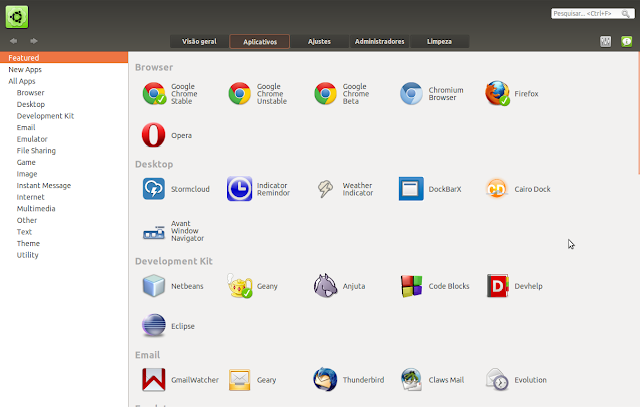 Pesquisar... <Ctrl+F>
Visão geral
Aplicativos
Ajustes
Administradores
Limpeza
Featured
New Apps
All Apps
Browser
Desktop
Development Kit
Email
Emulator
File Sharing
Game
Image
Instant Message
Internet
Multimedia
Other
Text
Theme
Utility
Browser
Google
Chrome
Stable
Google
Chrome
Unstable
Google
Chrome
Beta
Chromium
Browser
Firefox
Opera
Desktop
Stormcloud
Indicator
Remindor
Weather
Indicator
DockBarX
CD
Cairo Dock
Avant
Window
Navigator
Development Kit
Netbeans
Geany
Anjuta
Code Blocks
D
Devhelp
Eclipse
Email
GmailWatcher
Geary
Thunderbird
Claws Mail
Evolution